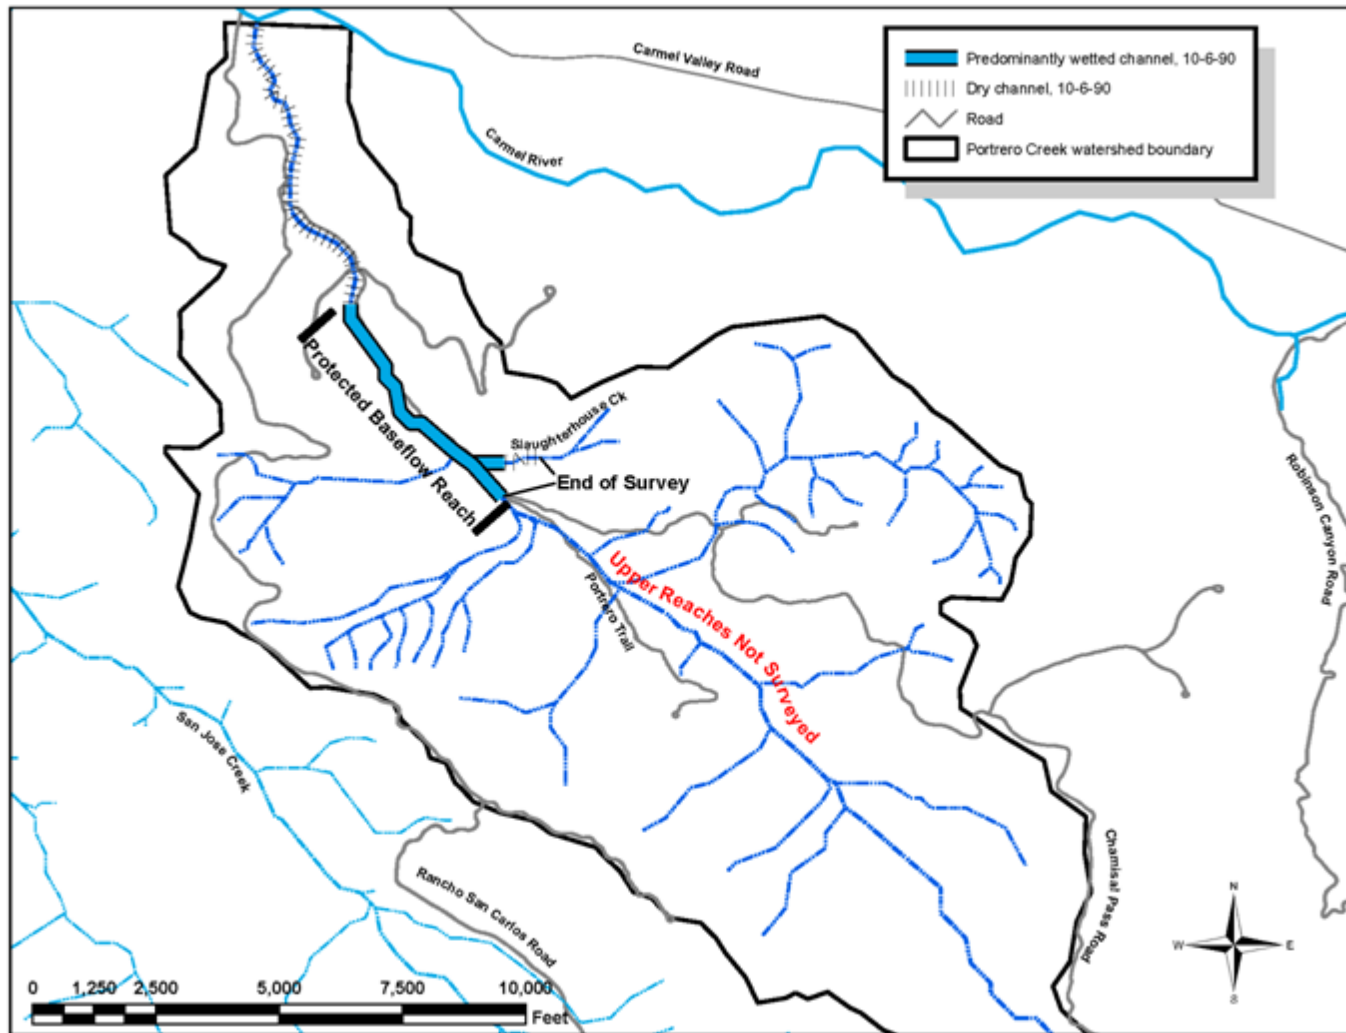 Carmel Valley Road
Predominantly wetted channel, 10-6-90
Dry channel, 10-6-90
Road
Portrero Creek watershed boundary
Carmel River
Protected Baseflow Reach
Slaughterhouse Ck
End of Survey
Robinson Canyon Road
Upper Reaches Not Surveyed
Portrero Trail
San Jose Creek
Chamisal Pass Road
Rancho San Carlos Road
N
W E
S
0 1,250 2,500 5,000 7,500 10,000
Feet